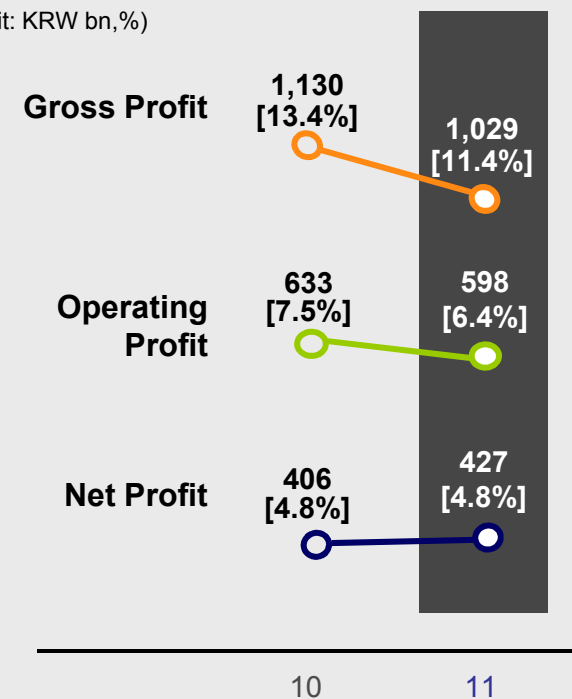 it: KRW bn,%)
Gross Profit
1,130
[13.4%]
1,029
[11.4%]
Operating
Profit
633
[7.5%]
598
[6.4%]
Net Profit
406
[4.8%]
427
[4.8%]
10
11